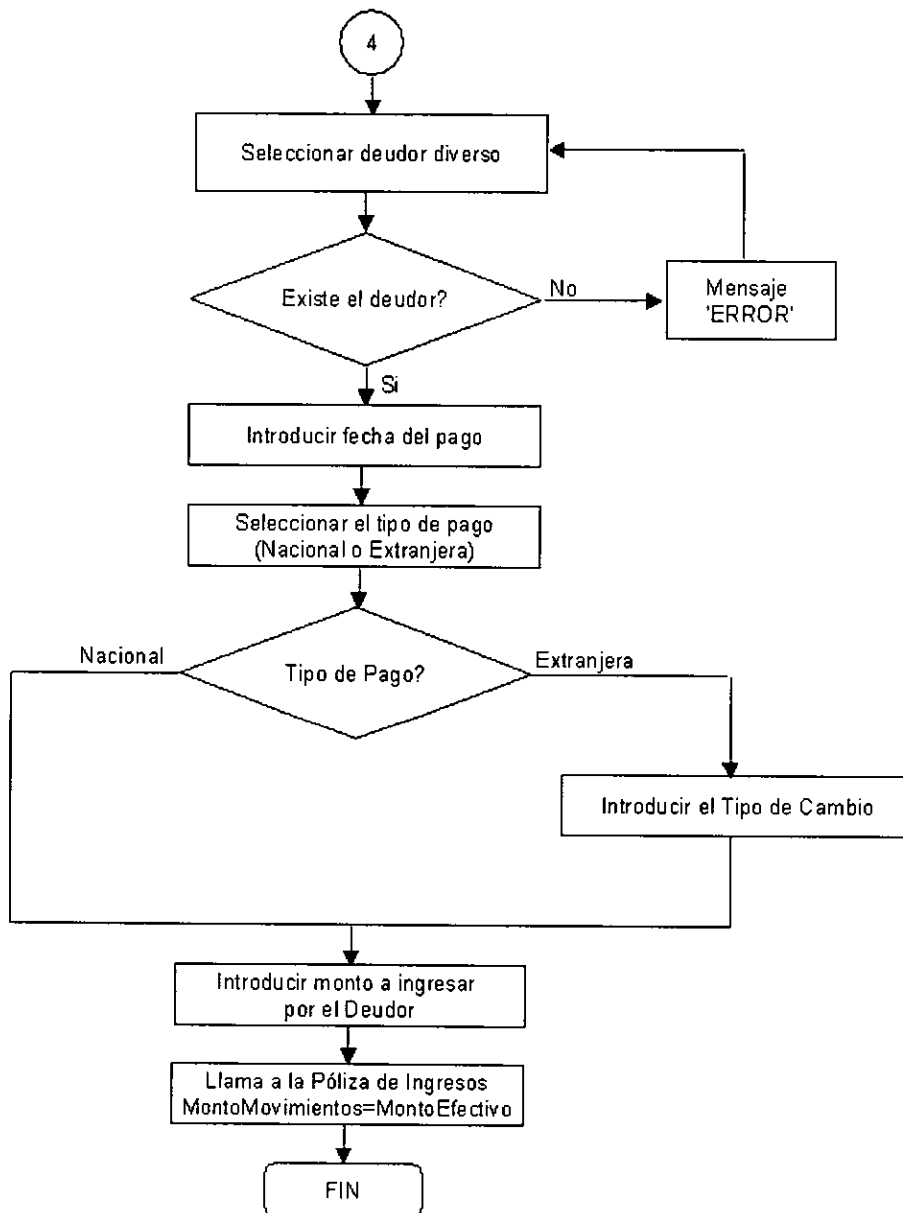 4
Seleccionar deudor diverso
Existe el deudor?
No
Mensaje
'ERROR'
Si
Introducir fecha del pago
Seleccionar el tipo de pago
(Nacional o Extranjera)
Nacional
Tipo de Pago?
Extranjera
Introducir el Tipo de Cambio
Introducir monto a ingresar
por el Deudor
Llama a la Póliza de Ingresos
MontoMovimientos=MontoEfectivo
FIN